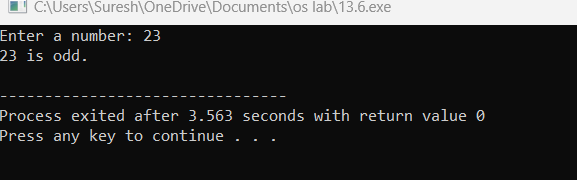 C:\Users\Suresh\OneDrive\Documents\os lab\13.6.exe
Enter a number: 23
23 is odd.
--------------------------------
Process exited after 3.563 seconds with return value 0
Press any key to continue . . .